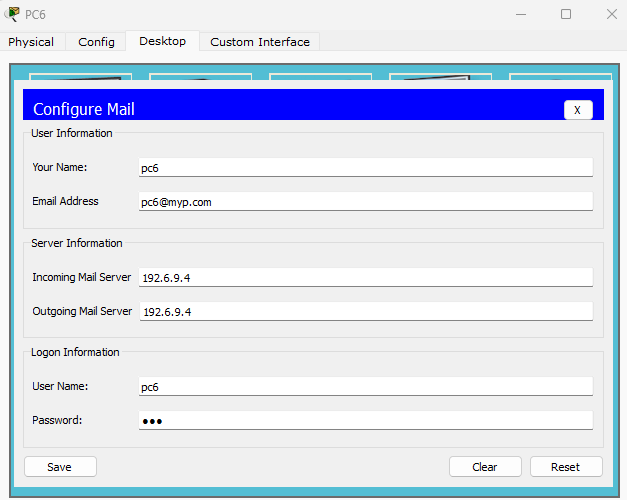 PC6
Physical Config Desktop Custom Interface
Configure Mail X
User Information
Your Name: pc6
Email Address pc6@myp.com
Server Information
Incoming Mail Server 192.6.9.4
Outgoing Mail Server 192.6.9.4
Logon Information
User Name: pc6
Password: ●●●
Save Clear Reset